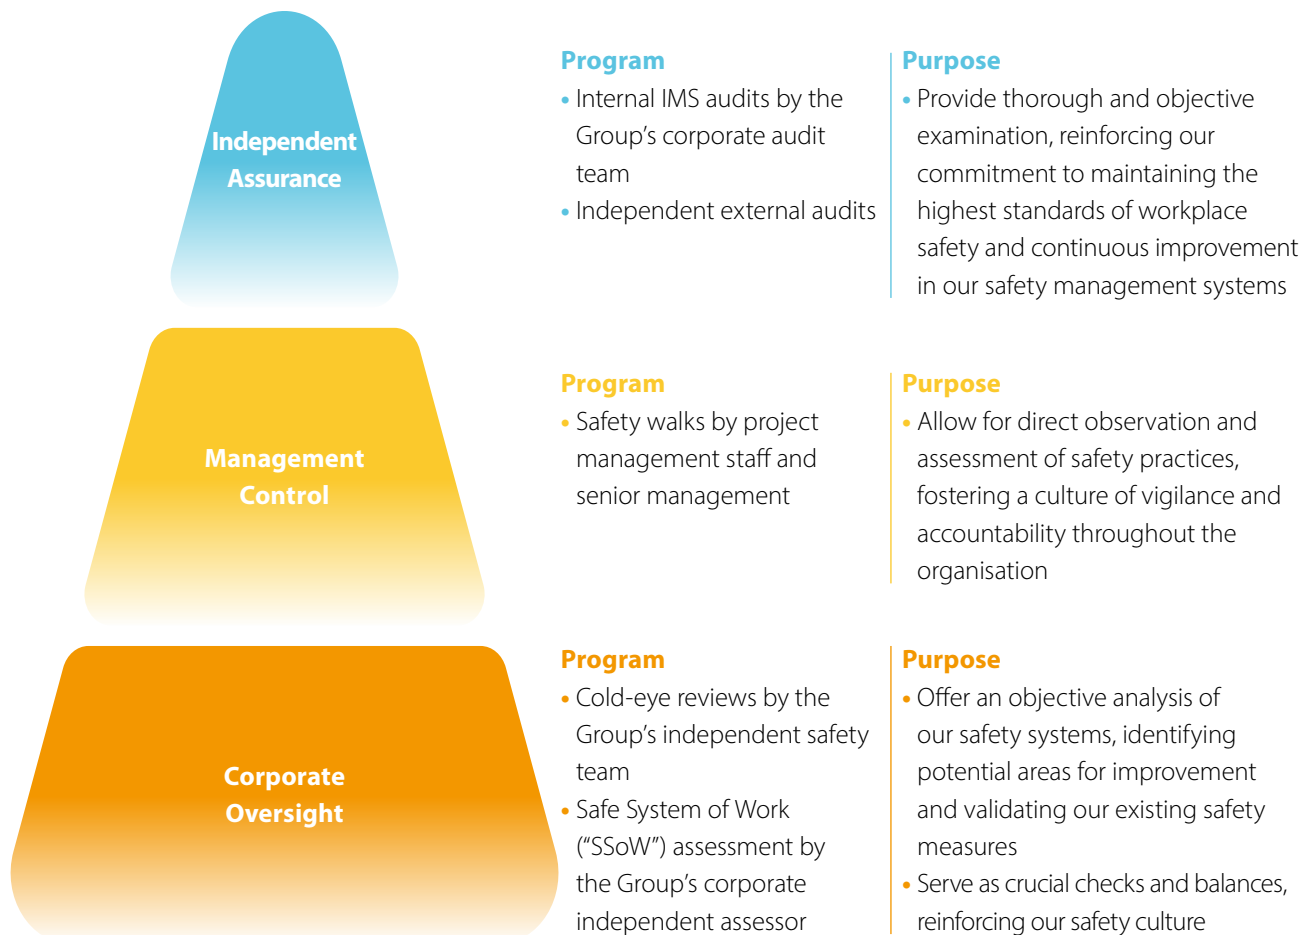 Independent
Assurance
Program
• Internal IMS audits by the
Group’s corporate audit
team
• Independent external audits
Purpose
• Provide thorough and objective
examination, reinforcing our
commitment to maintaining the
highest standards of workplace
safety and continuous improvement
in our safety management systems
Management
Control
Program
• Safety walks by project
management staff and
senior management
Purpose
• Allow for direct observation and
assessment of safety practices,
fostering a culture of vigilance and
accountability throughout the
organisation
Corporate
Oversight
Program
• Cold-eye reviews by the
Group’s independent safety
team
• Safe System of Work
(“SSoW”) assessment by
the Group’s corporate
independent assessor
Purpose
• Offer an objective analysis of
our safety systems, identifying
potential areas for improvement
and validating our existing safety
measures
• Serve as crucial checks and balances,
reinforcing our safety culture